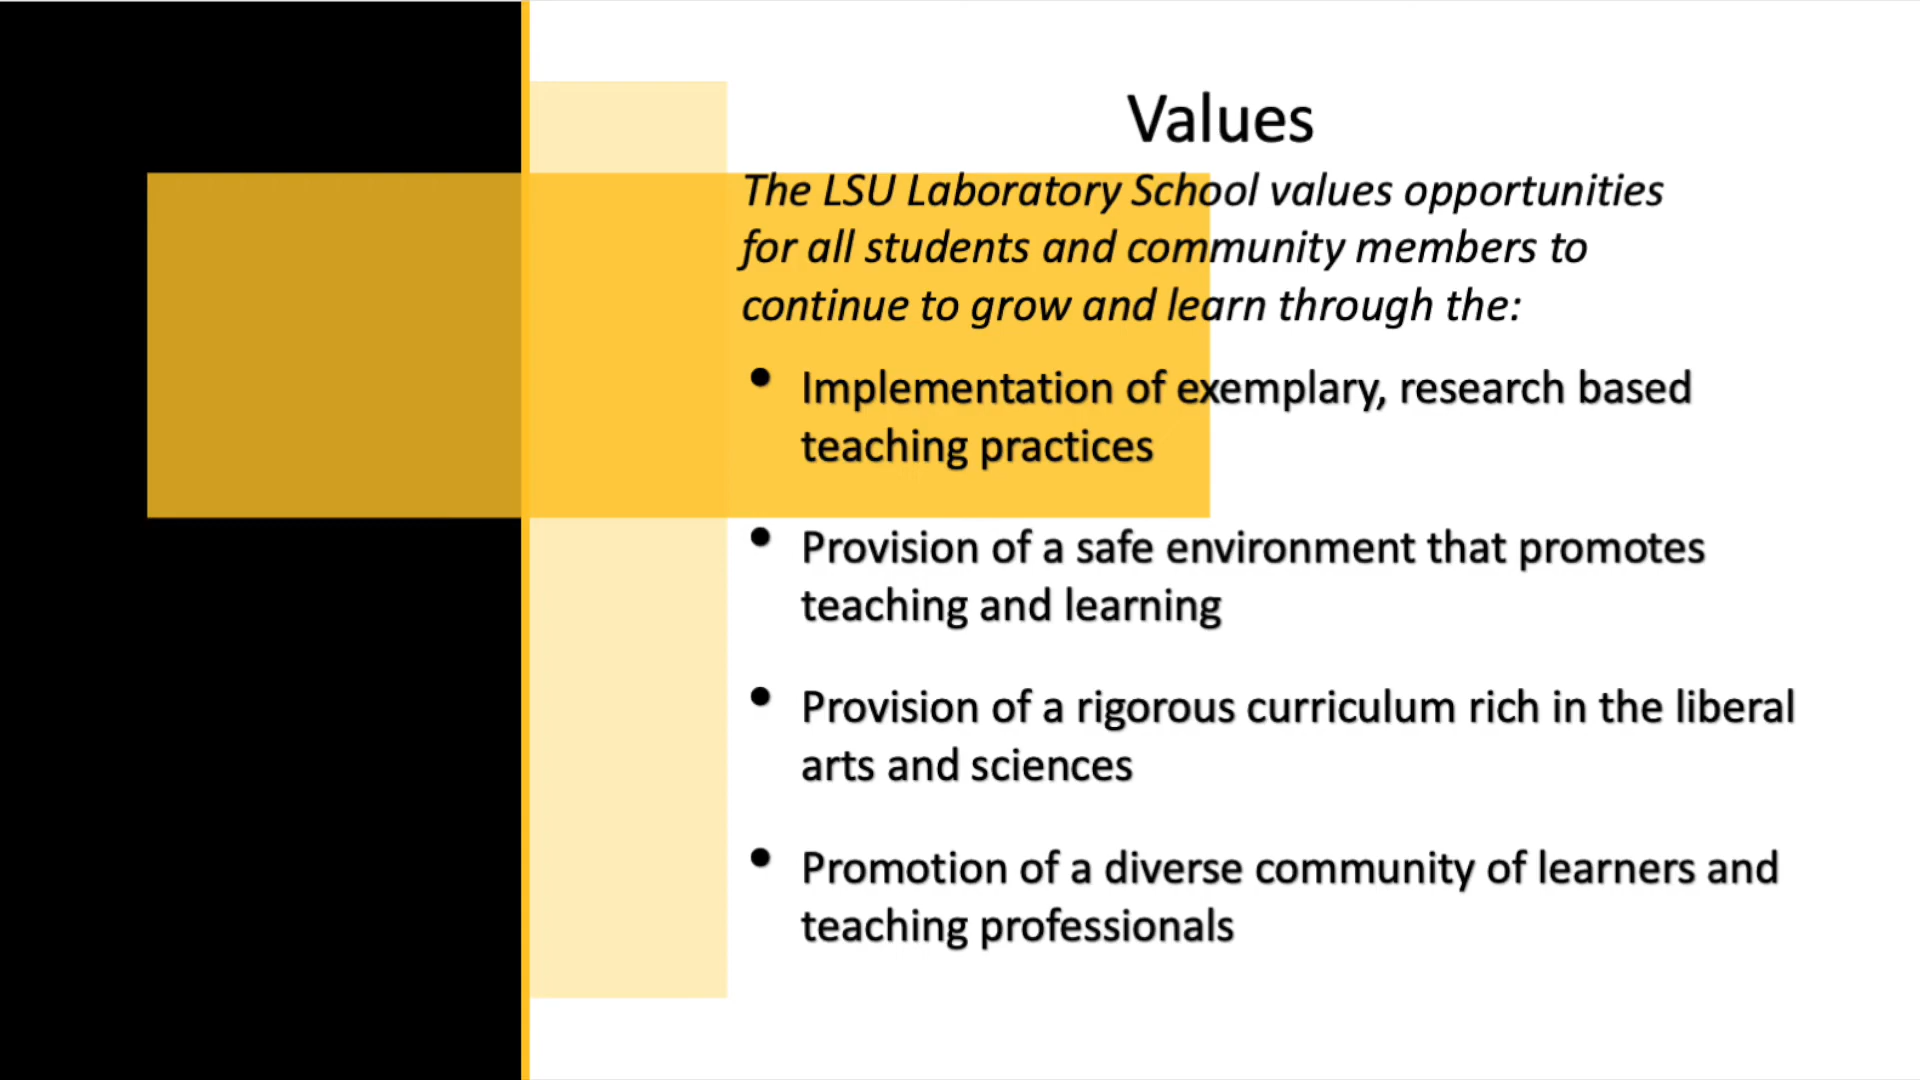 Values
The LSU Laboratory School values opportunities
for all students and community members to
continue to grow and learn through the:
• Implementation of exemplary, research based
teaching practices
• Provision of a safe environment that promotes
teaching and learning
• Provision of a rigorous curriculum rich in the liberal
arts and sciences
• Promotion of a diverse community of learners and
teaching professionals